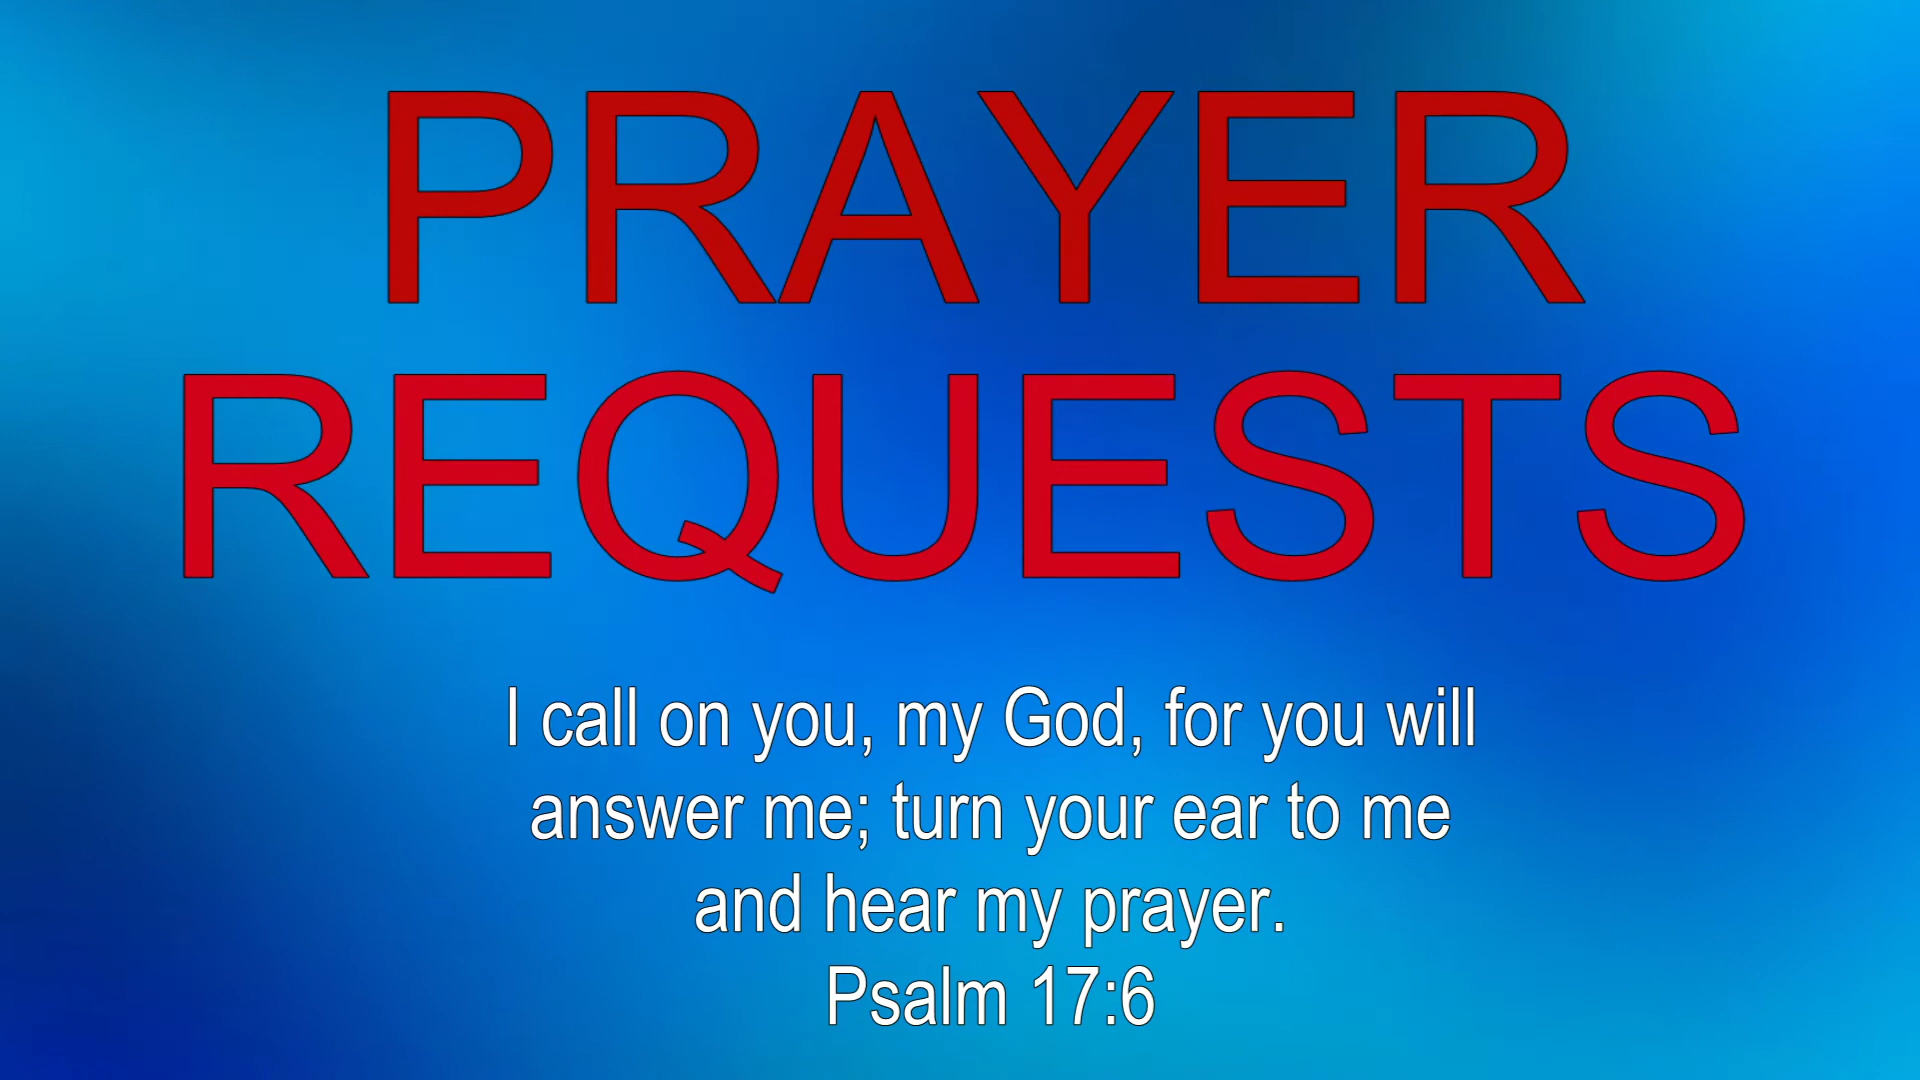 PRAYER
REQUESTS
I call on you, my God, for you will
answer me; turn your ear to me
and hear my prayer.
Psalm 17:6